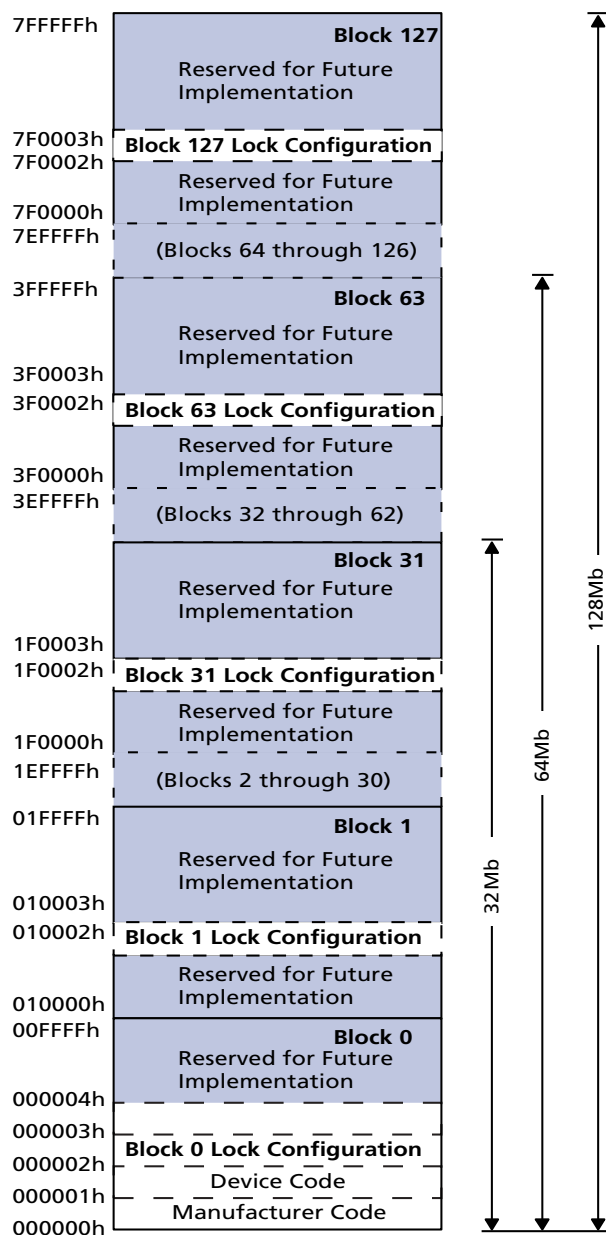 7FFFFFh
Block 127
Reserved for Future
Implementation
7F0003h
Block 127 Lock Configuration
7F0002h
Reserved for Future
Implementation
7F0000h
7EFFFFh
(Blocks 64 through 126)
3FFFFFh
Block 63
Reserved for Future
Implementation
3F0003h
3F0002h
Block 63 Lock Configuration
Reserved for Future
Implementation
3F0000h
3EFFFFh
(Blocks 32 through 62)
Block 31
Reserved for Future
Implementation
1F0003h
1F0002h
Block 31 Lock Configuration
Reserved for Future
Implementation
1F0000h
1EFFFFh
(Blocks 2 through 30)
01FFFFh
Block 1
Reserved for Future
Implementation
010003h
010002h
Block 1 Lock Configuration
Reserved for Future
Implementation
010000h
00FFFFh
Block 0
Reserved for Future
Implementation
000004h
000003h
Block 0 Lock Configuration
000002h
Device Code
000001h
Manufacturer Code
000000h
32Mb
64Mb
128Mb